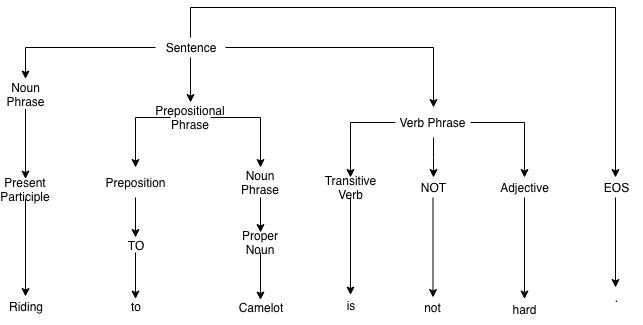 Sentence
Noun
Phrase
Prepositional
Phrase
Verb Phrase
Present
Participle
Preposition
Noun
Phrase
Transitive
Verb
NOT
Adjective
EOS
TO
Proper
Noun
Riding
to
Camelot
is
not
hard
.